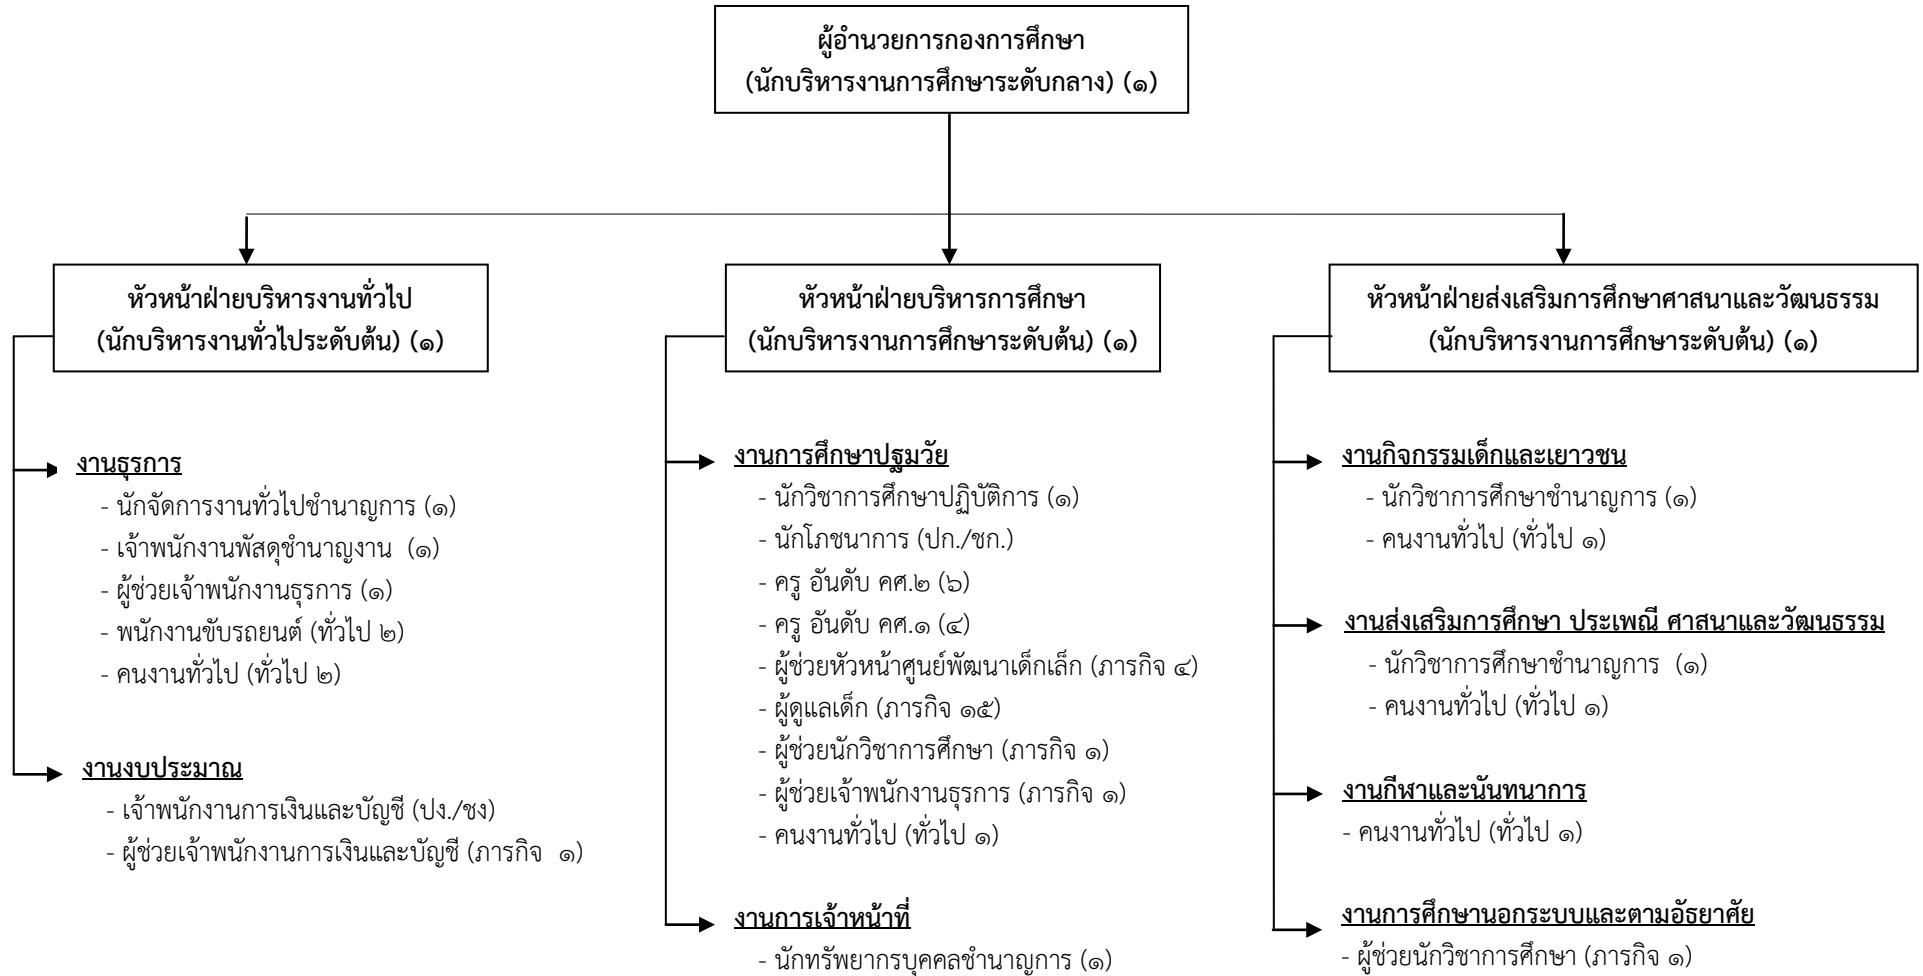 ผู้อำนวยการกองการศึกษา
(นักบริหารงานการศึกษาระดับกลาง) (๑)
หัวหน้าฝ่ายบริหารงานทั่วไป
(นักบริหารงานทั่วไประดับต้น) (๑)
งานธุรการ
- นักจัดการงานทั่วไปชำนาญการ (๑)
- เจ้าพนักงานพัสดุชำนาญงาน (๑)
- ผู้ช่วยเจ้าพนักงานธุรการ (๑)
- พนักงานขับรถยนต์ (ทั่วไป ๒)
- คนงานทั่วไป (ทั่วไป ๒)
งานงบประมาณ
- เจ้าพนักงานการเงินและบัญชี (ปง./ชง)
- ผู้ช่วยเจ้าพนักงานการเงินและบัญชี (ภารกิจ ๑)
หัวหน้าฝ่ายบริหารการศึกษา
(นักบริหารงานการศึกษาระดับต้น) (๑)
งานการศึกษาปฐมวัย
- นักวิชาการศึกษาปฏิบัติการ (๑)
- นักโภชนาการ (ปก./ชก.)
- ครู อันดับ คศ.๒ (๖)
- ครู อันดับ คศ.๑ (๔)
- ผู้ช่วยหัวหน้าศูนย์พัฒนาเด็กเล็ก (ภารกิจ ๔)
- ผู้ดูแลเด็ก (ภารกิจ ๑๕)
- ผู้ช่วยนักวิชาการศึกษา (ภารกิจ ๑)
- ผู้ช่วยเจ้าพนักงานธุรการ (ภารกิจ ๑)
- คนงานทั่วไป (ทั่วไป ๑)
งานการเจ้าหน้าที่
- นักทรัพยากรบุคคลชำนาญการ (๑)
หัวหน้าฝ่ายส่งเสริมการศึกษาศาสนาและวัฒนธรรม
(นักบริหารงานการศึกษาระดับต้น) (๑)
งานกิจกรรมเด็กและเยาวชน
- นักวิชาการศึกษาชำนาญการ (๑)
- คนงานทั่วไป (ทั่วไป ๑)
งานส่งเสริมการศึกษา ประเพณี ศาสนาและวัฒนธรรม
- นักวิชาการศึกษาชำนาญการ (๑)
- คนงานทั่วไป (ทั่วไป ๑)
งานกีฬาและนันทนาการ
- คนงานทั่วไป (ทั่วไป ๑)
งานการศึกษานอกระบบและตามอัธยาศัย
- ผู้ช่วยนักวิชาการศึกษา (ภารกิจ ๑)